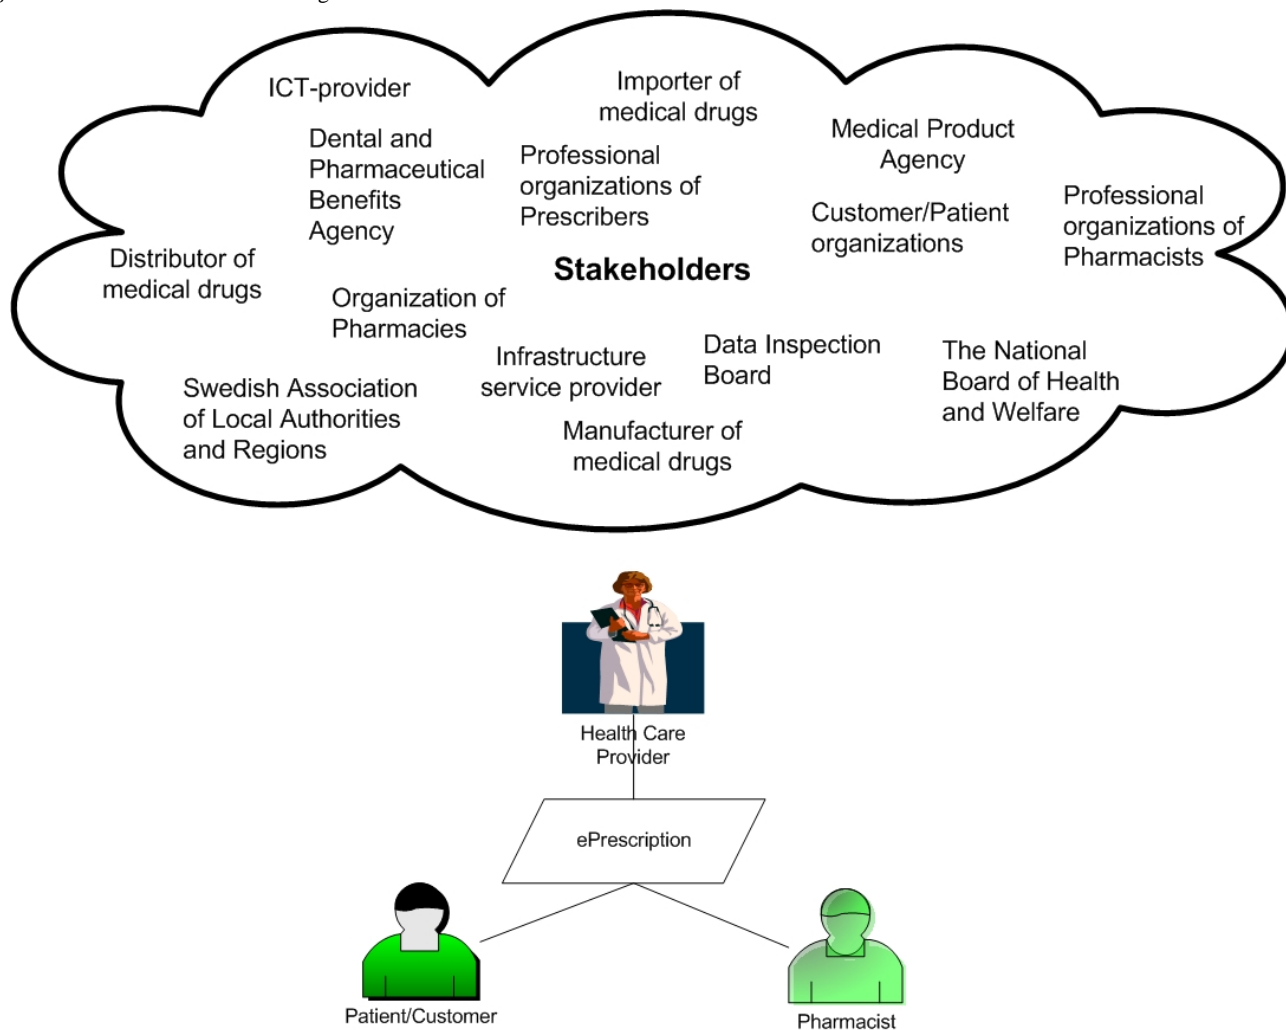 ICT-provider
Importer of
medical drugs
Dental and
Pharmaceutical
Benefits
Agency
Professional
organizations of
Prescribers
Medical Product
Agency
Customer/Patient
organizations
Professional
organizations of
Pharmacists
Distributor of
medical drugs
Stakeholders
Organization of
Pharmacies
Infrastructure
service provider
Data Inspection
Board
The National
Board of Health
and Welfare
Swedish Association
of Local Authorities
and Regions
Manufacturer of
medical drugs
Health Care
Provider
ePrescription
Patient/Customer
Pharmacist